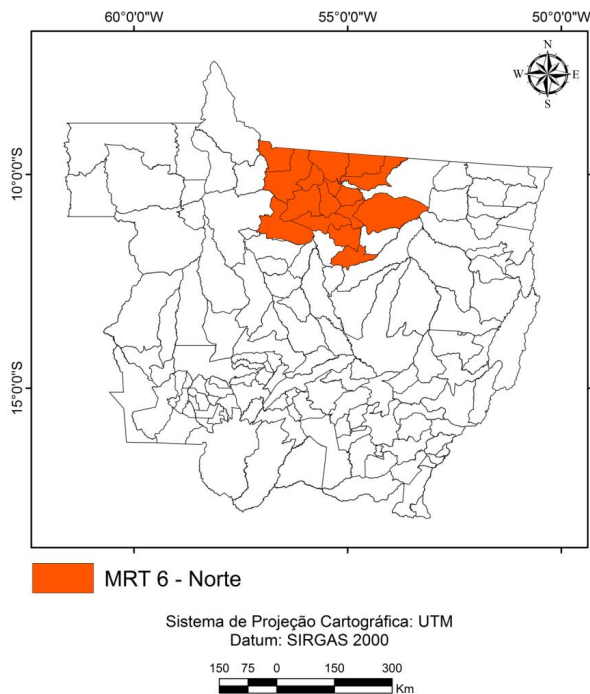 60°0'0"W 55°0'0"W 50°0'0"W
N
W E
S
10°0'0"S
15°0'0"S
MRT 6 - Norte
Sistema de Projeção Cartográfica: UTM
Datum: SIRGAS 2000
150 75 0 150 300
Km